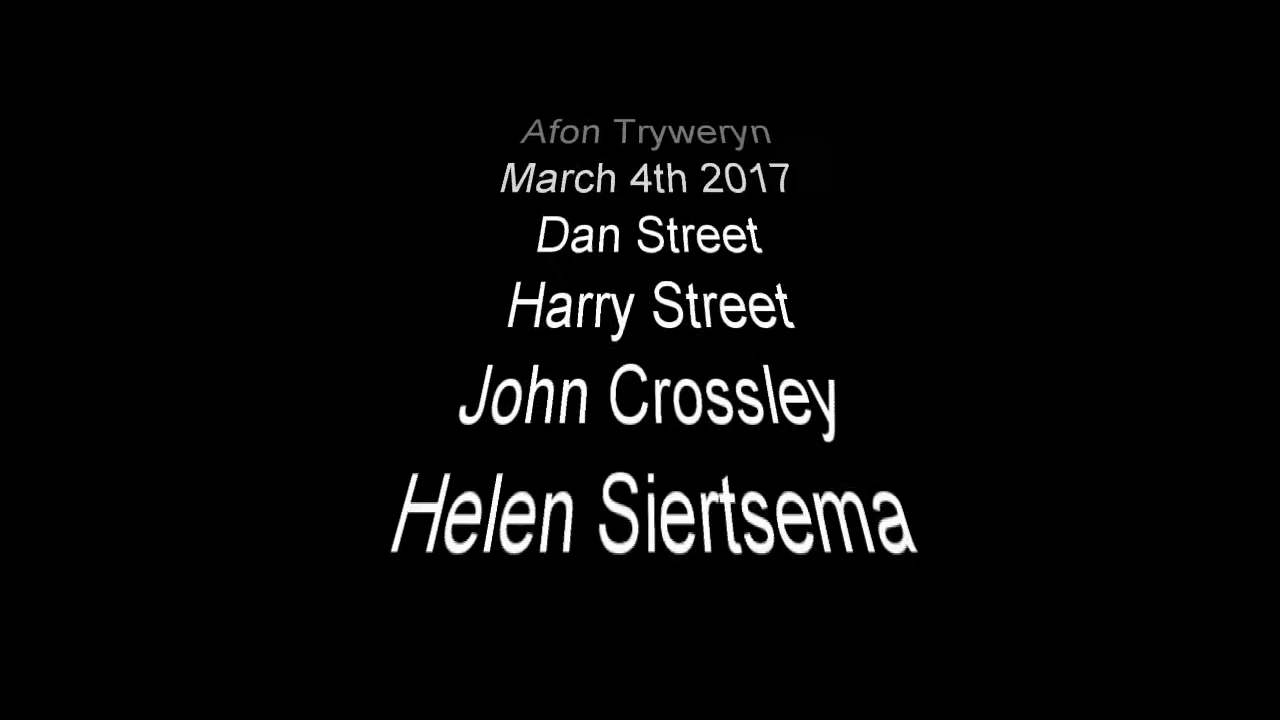 Afon Tryweryn
March 4th 2017
Dan Street
Harry Street
John Crossley
Helen Siertsema